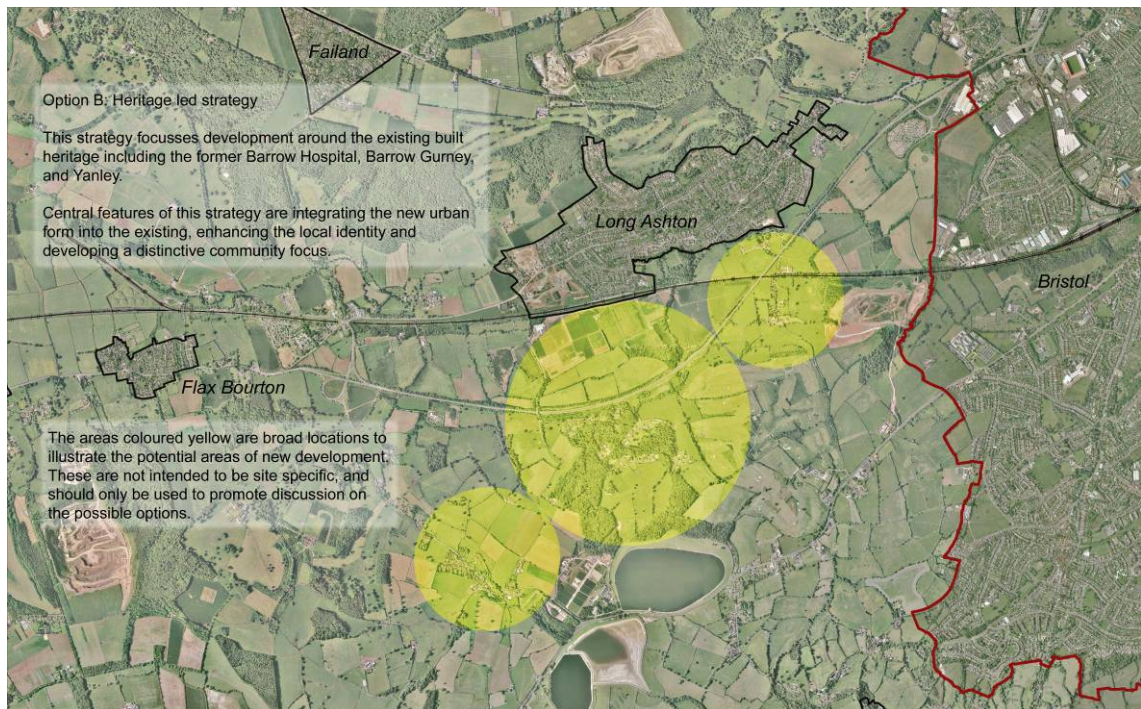 Failand
Option B: Heritage led strategy
This strategy focusses development around the existing built
heritage including the former Barrow Hospital, Barrow Gurney,
and Yanley.
Central features of this strategy are integrating the new urban
form into the existing, enhancing the local identity and
developing a distinctive community focus.
Long Ashton
Bristol
Flax Bourton
The areas coloured yellow are broad locations to
illustrate the potential areas of new development.
These are not intended to be site specific, and
should only be used to promote discussion on
the possible options.